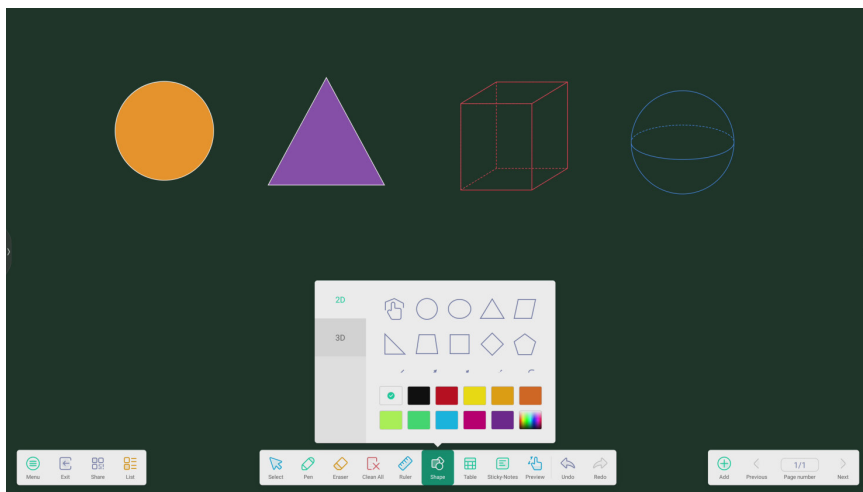 2D
3D
Menu
Exit
Share
List
Select
Pen
Eraser
Clean All
Ruler
Shape
Table
Sticky-Notes
Preview
Undo
Redo
Add
Previous
1/1
Page number
Next